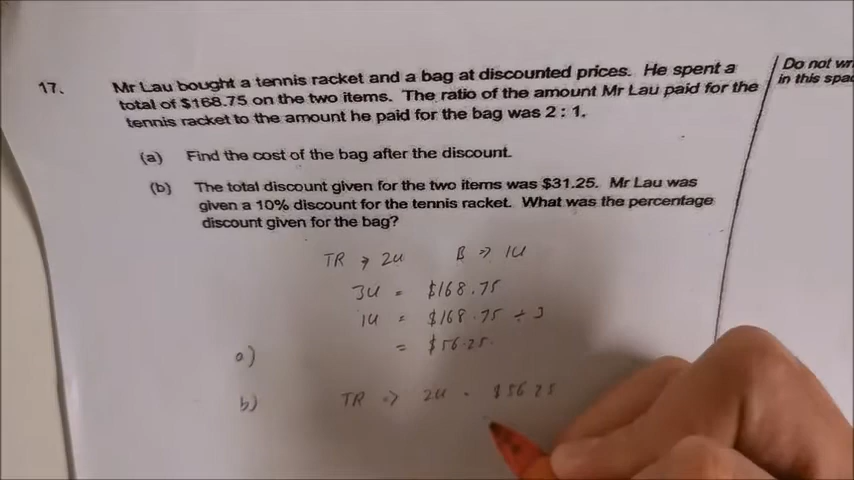 17. Mr Lau bought a tennis racket and a bag at discounted prices. He spent a
total of $168.75 on the two items. The ratio of the amount Mr Lau paid for the
tennis racket to the amount he paid for the bag was 2 : 1.
(a) Find the cost of the bag after the discount.
(b) The total discount given for the two items was $31.25. Mr Lau was
given a 10% discount for the tennis racket. What was the percentage
discount given for the bag?
Do not
in this
TR → 2u B → 1u
3u = $168.75
1u = $168.75 ÷ 3
a) = $56.25
b) TR => 2u = $56.25